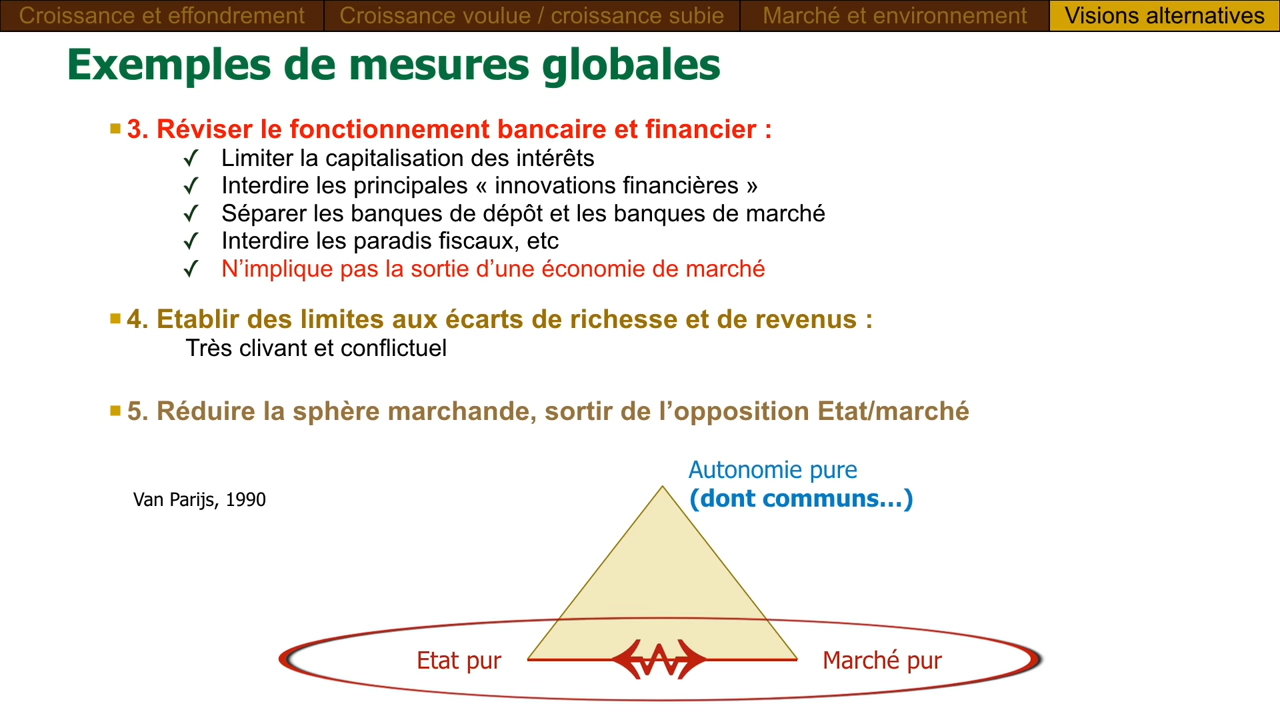 Croissance et effondrement
Croissance voulue / croissance subie
Marché et environnement
Visions alternatives
Exemples de mesures globales
3. Réviser le fonctionnement bancaire et financier :
✓ Limiter la capitalisation des intérêts
✓ Interdire les principales « innovations financières »
✓ Séparer les banques de dépôt et les banques de marché
✓ Interdire les paradis fiscaux, etc
✓ N’implique pas la sortie d’une économie de marché
4. Etablir des limites aux écarts de richesse et de revenus :
Très clivant et conflictuel
5. Réduire la sphère marchande, sortir de l’opposition Etat/marché
Autonomie pure
(dont communs…)
Van Parijs, 1990
Etat pur
Marché pur